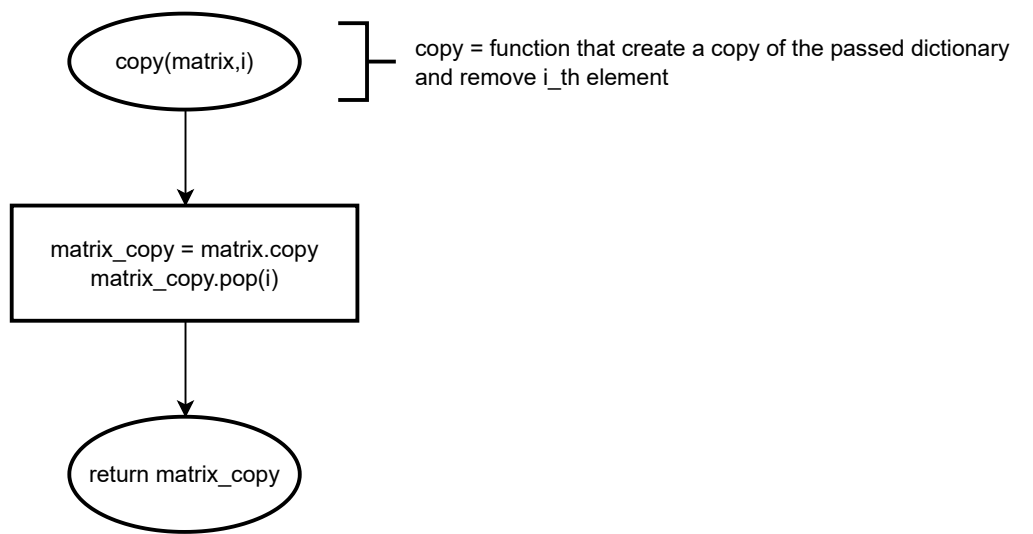 copy(matrix,i)
copy = function that create a copy of the passed dictionary
and remove i_th element
matrix_copy = matrix.copy
matrix_copy.pop(i)
return matrix_copy